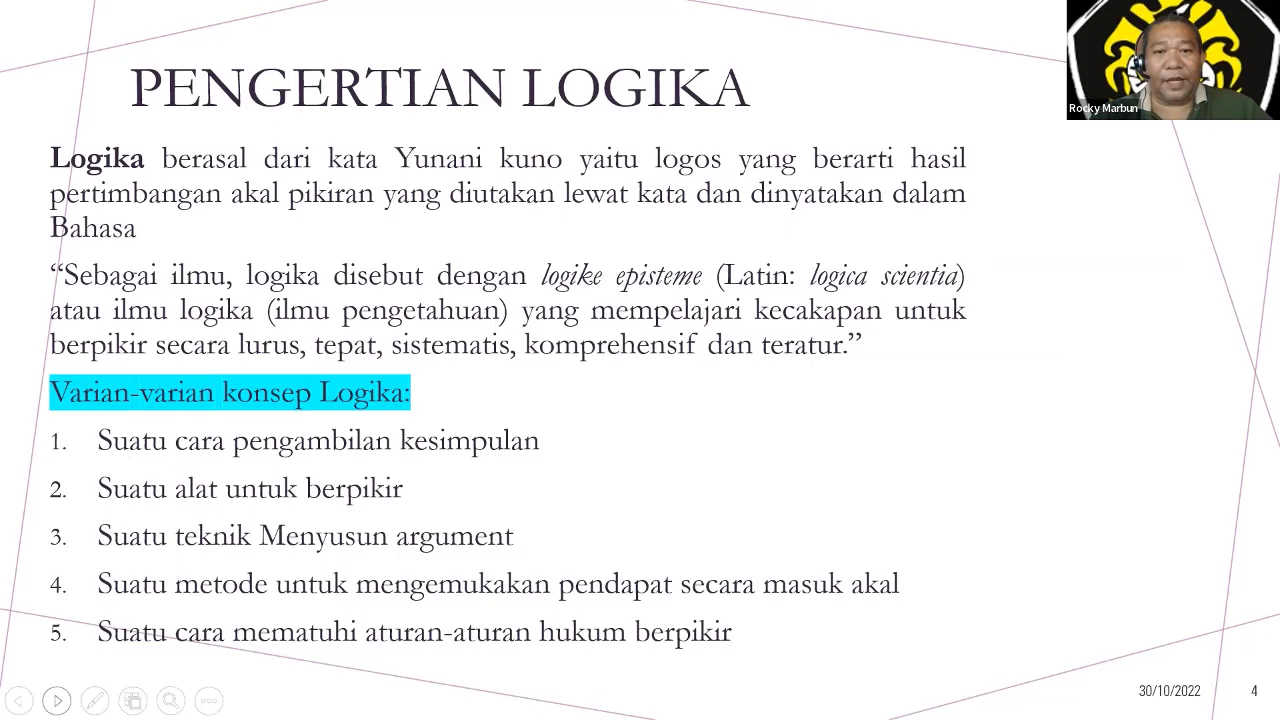 PENGERTIAN LOGIKA
Rocky Marbun
Logika berasal dari kata Yunani kuno yaitu logos yang berarti hasil
pertimbangan akal pikiran yang diutakan lewat kata dan dinyatakan dalam
Bahasa
“Sebagai ilmu, logika disebut dengan logike episteme (Latin: logica scientia)
atau ilmu logika (ilmu pengetahuan) yang mempelajari kecakapan untuk
berpikir secara lurus, tepat, sistematis, komprehensif dan teratur.”
Varian-varian konsep Logika:
1. Suatu cara pengambilan kesimpulan
2. Suatu alat untuk berpikir
3. Suatu teknik Menyusun argument
4. Suatu metode untuk mengemukakan pendapat secara masuk akal
5. Suatu cara mematuhi aturan-aturan hukum berpikir
30/10/2022
4